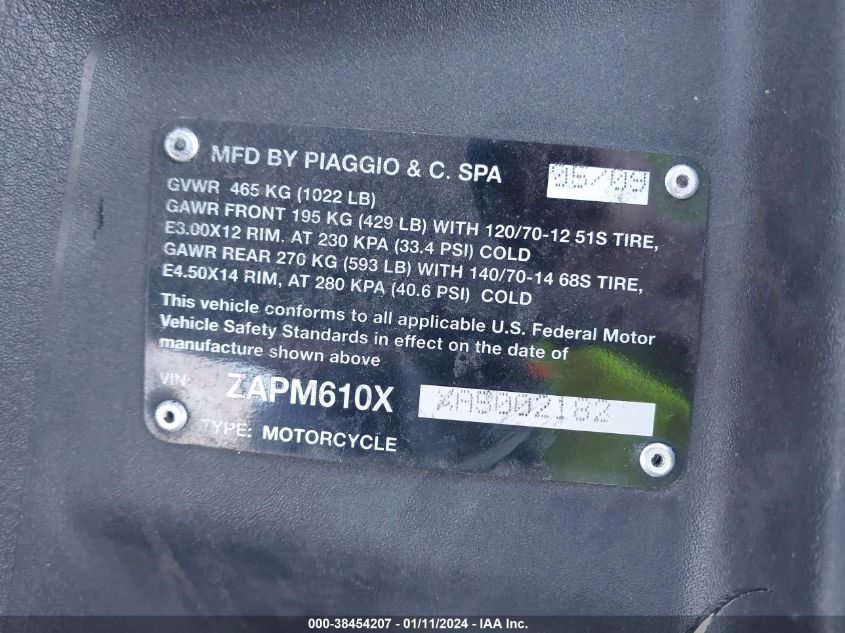 MFD BY PIAGGIO & C. SPA 05/09
GVWR 465 KG (1022 LB)
GAWR FRONT 195 KG (429 LB) WITH 120/70-12 51S TIRE,
E3.00X12 RIM. AT 230 KPA (33.4 PSI) COLD
GAWR REAR 270 KG (593 LB) WITH 140/70-14 68S TIRE,
E4.50X14 RIM, AT 280 KPA (40.6 PSI) COLD
This vehicle conforms to all applicable U.S. Federal Motor
Vehicle Safety Standards in effect on the date of
manufacture shown above
VIN: ZAPM610X XA5002182
TYPE: MOTORCYCLE
000-38454207 - 01/11/2024 - IAA Inc.